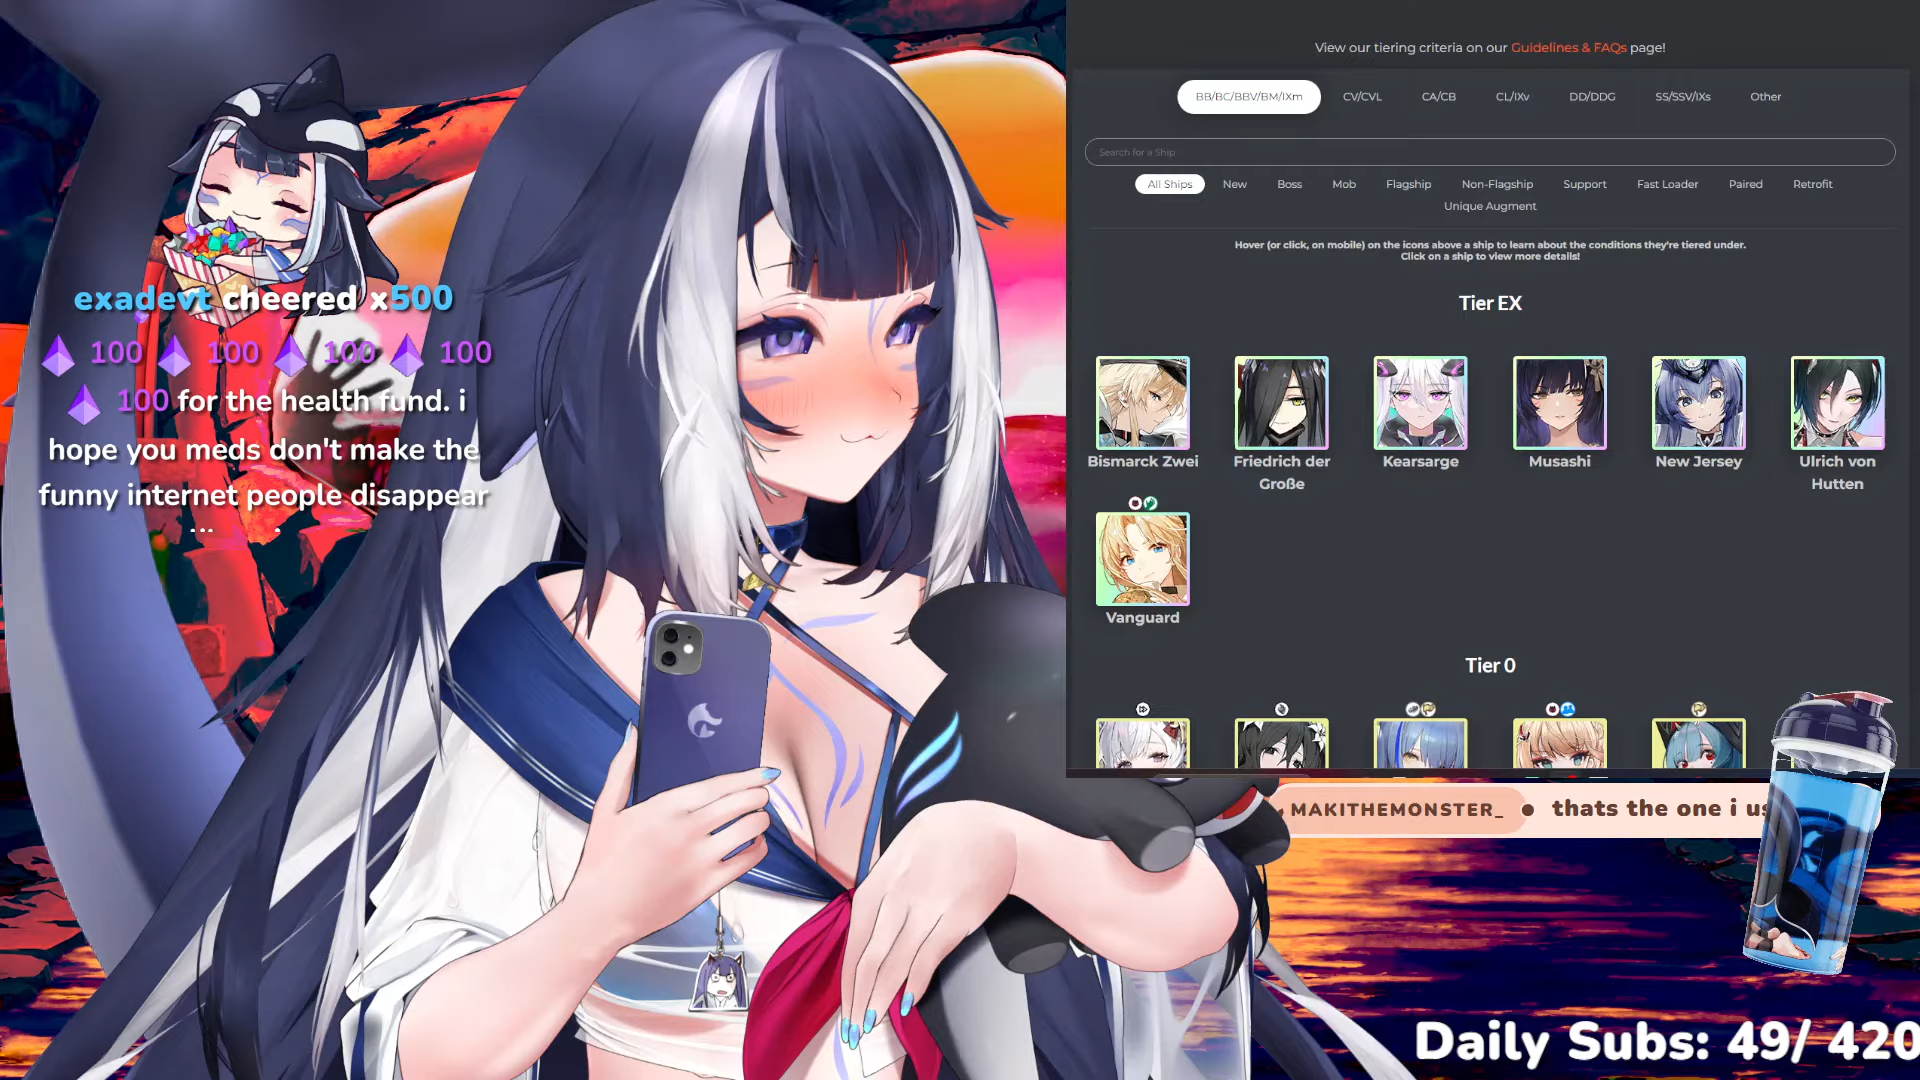 View our tiering criteria on our Guidelines & FAQs page!
BB/BC/BBV/BM/IXm CV/CVL CA/CB CL/IXv DD/DDG SS/SSV/IXs Other
Search for a Ship
All Ships New Boss Mob Flagship Non-Flagship Support Fast Loader Paired Retrofit
Unique Augment
Hover (or click, on mobile) on the icons above a ship to learn about the conditions they're tiered under.
Click on a ship to view more details!
Tier EX
Bismarck Zwei Friedrich der Große Kearsarge Musashi New Jersey Ulrich von Hutten
Vanguard
Tier 0
exadevt cheered x500
100 100 100 100
100 for the health fund. i
hope you meds don't make the
funny internet people disappear
MAKITHEMONSTER_ ● thats the one i
Daily Subs: 49/ 420